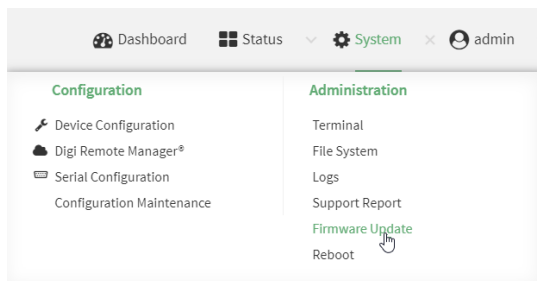 Dashboard Status System admin
Configuration
Device Configuration
Digi Remote Manager®
Serial Configuration
Configuration Maintenance
Administration
Terminal
File System
Logs
Support Report
Firmware Update
Reboot